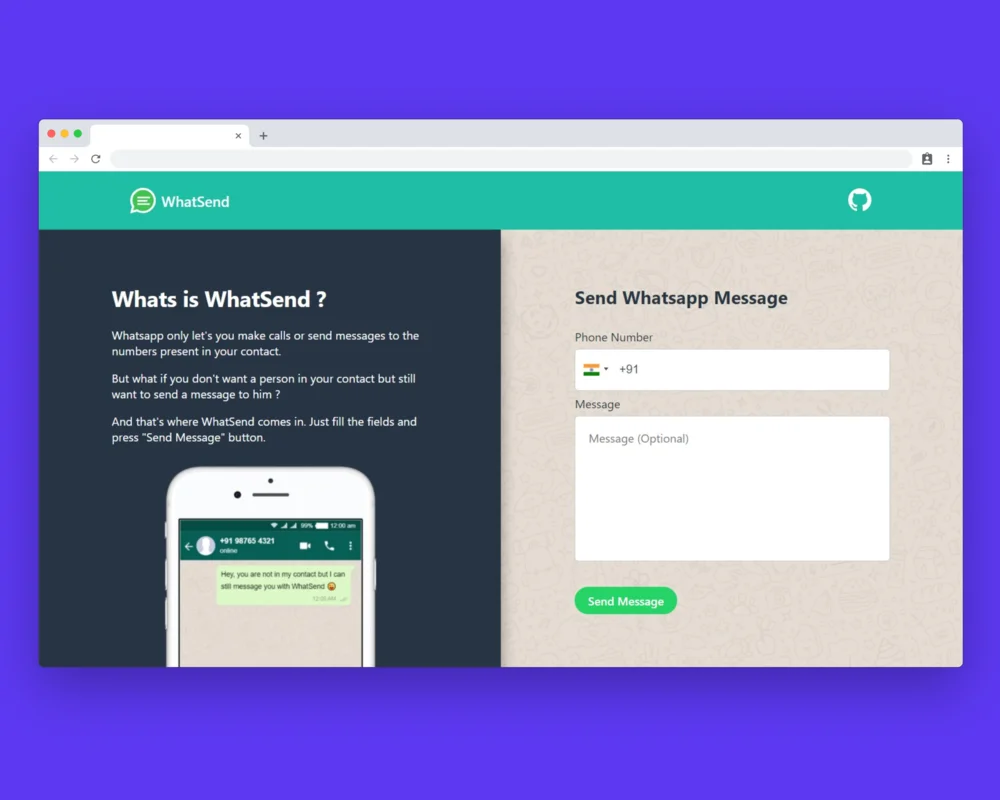 WhatSend
Whats is WhatSend ?
Whatsapp only let's you make calls or send messages to the
numbers present in your contact.
But what if you don't want a person in your contact but still
want to send a message to him ?
And that's where WhatSend comes in. Just fill the fields and
press "Send Message" button.
99% 12:00 am
+91 98765 4321
online
Hey, you are not in my contact but I can
still message you with WhatSend 😄
12:00 AM
Send Whatsapp Message
Phone Number
+91
Message
Message (Optional)
Send Message